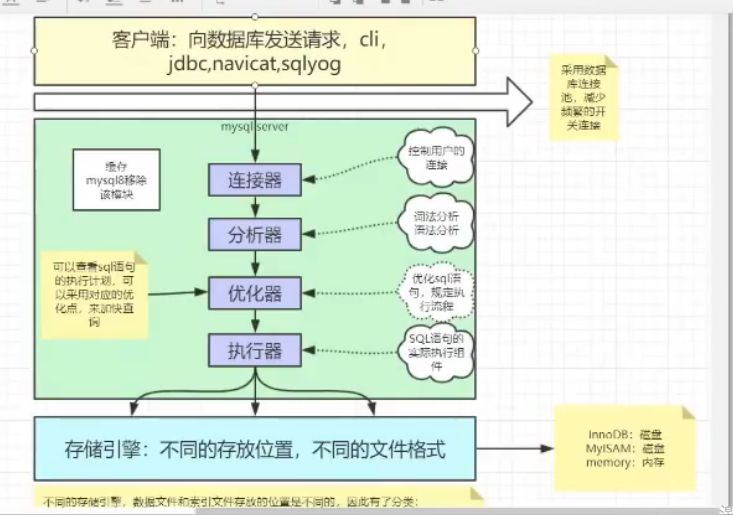 客户端：向数据库发送请求，cli，
jdbc,navicat,sqlyog
采用数据
库连接
池，减少
频繁的开
关连接
mysql server
缓存
mysql8移除
该模块
连接器
控制用户的
连接
分析器
词法分析
语法分析
可以查看sql语句
的执行计划，可
以采用对应的优
化点，来加快查
询
优化器
优化sql语
句，规定执
行流程
执行器
SQL语句的
实际执行组
件
存储引擎：不同的存放位置，不同的文件格式
InnoDB：磁盘
MyISAM：磁盘
memory：内存
不同的存储引擎，数据文件和索引文件存放的位置是不同的，因此有了分类：